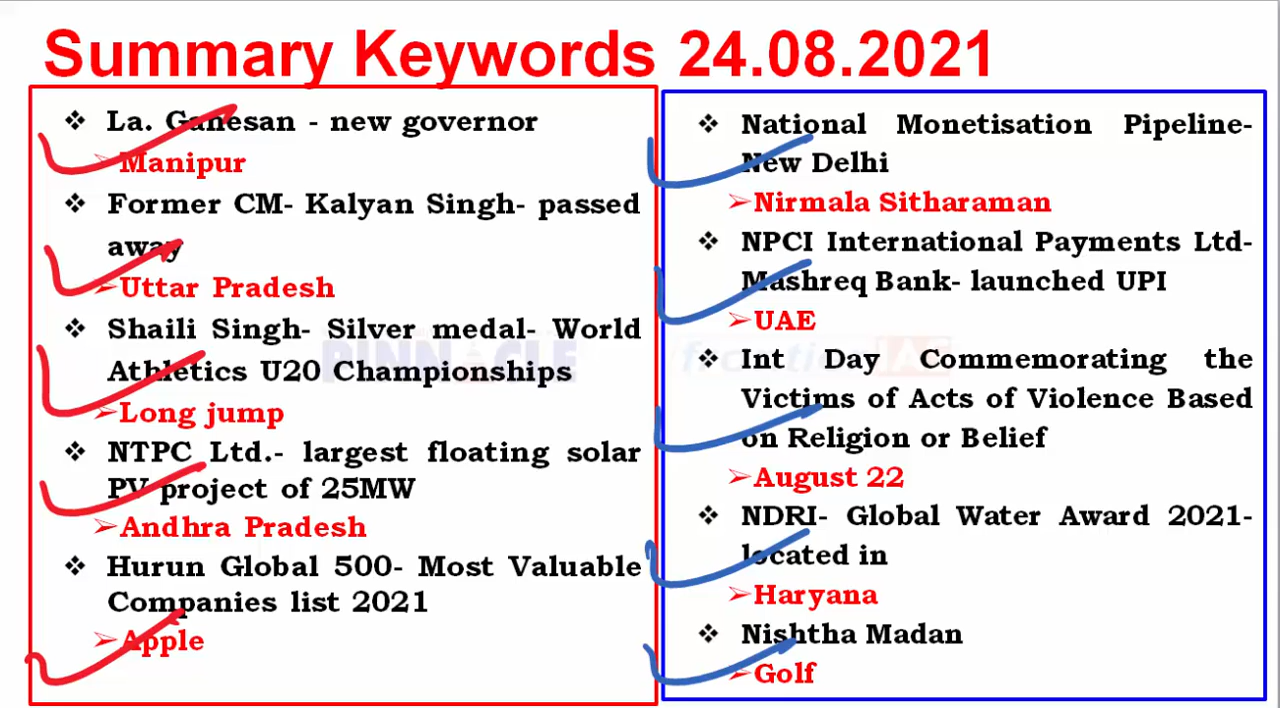 Summary Keywords 24.08.2021
❖ La. Ganesan - new governor
➢Manipur
❖ Former CM- Kalyan Singh- passed
away
➢Uttar Pradesh
❖ Shaili Singh- Silver medal- World
Athletics U20 Championships
➢Long jump
❖ NTPC Ltd.- largest floating solar
PV project of 25MW
➢Andhra Pradesh
❖ Hurun Global 500- Most Valuable
Companies list 2021
➢Apple
❖ National Monetisation Pipeline-
New Delhi
➢Nirmala Sitharaman
❖ NPCI International Payments Ltd-
Mashreq Bank- launched UPI
➢UAE
❖ Int Day Commemorating the
Victims of Acts of Violence Based
on Religion or Belief
➢August 22
❖ NDRI- Global Water Award 2021-
located in
➢Haryana
❖ Nishtha Madan
➢Golf
PINNACLE
frontier IAS